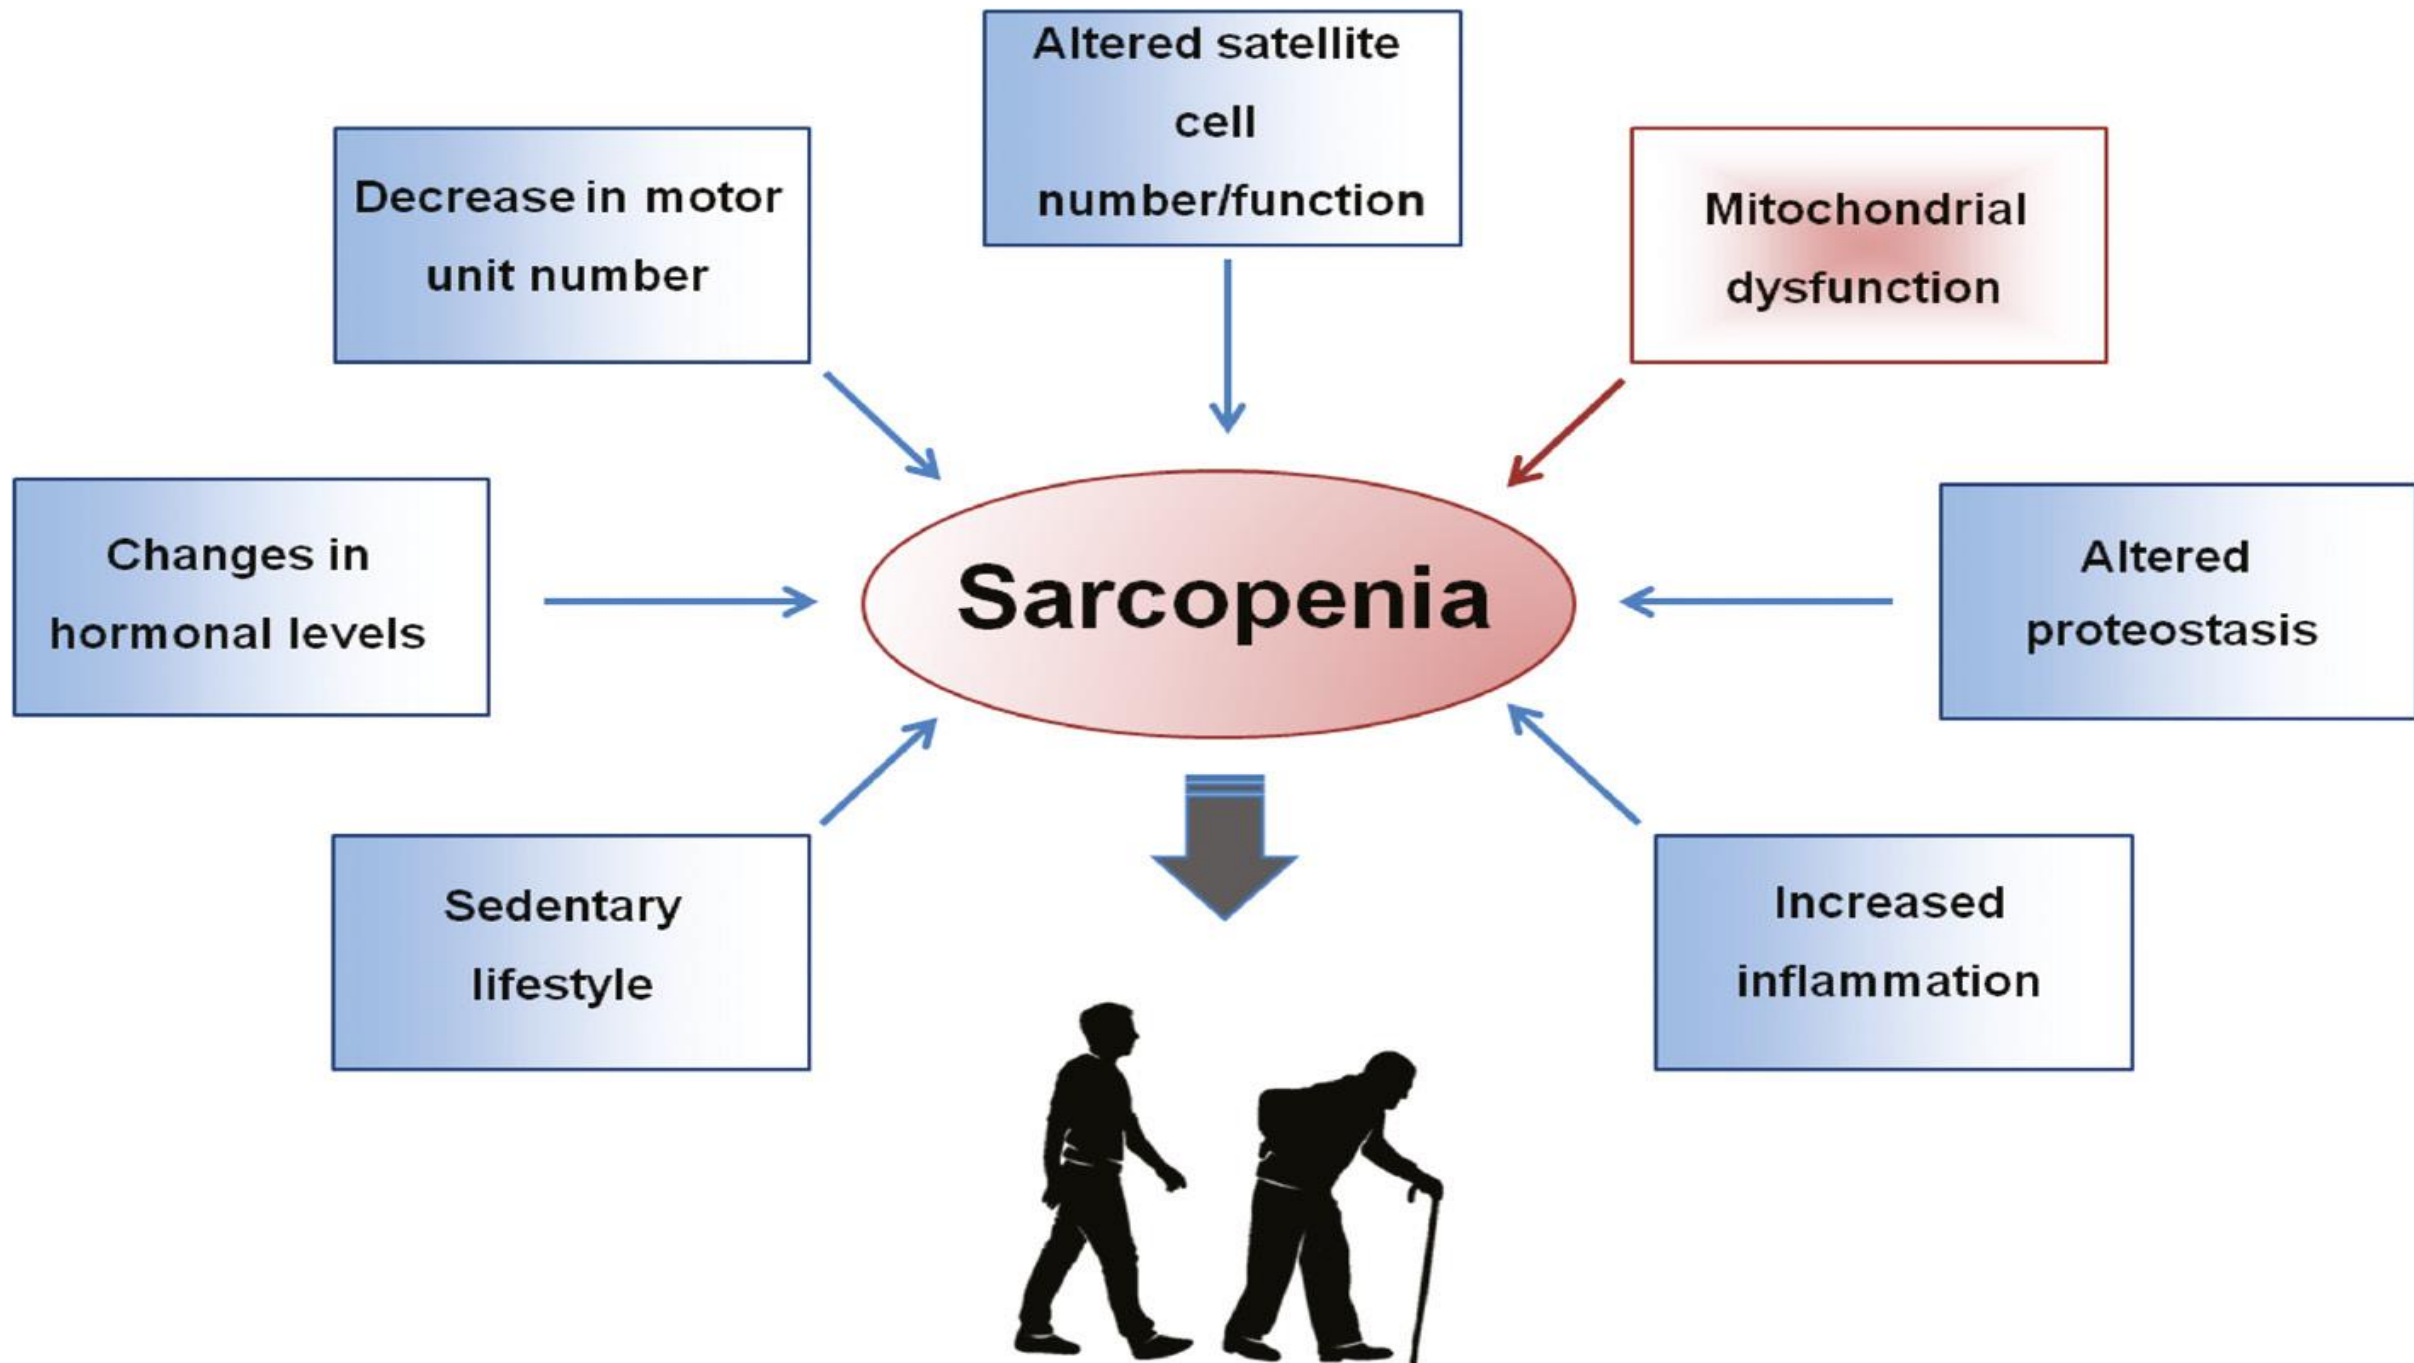 Altered satellite
cell
number/function
Decrease in motor
unit number
Mitochondrial
dysfunction
Changes in
hormonal levels
Sarcopenia
Altered
proteostasis
Sedentary
lifestyle
Increased
inflammation